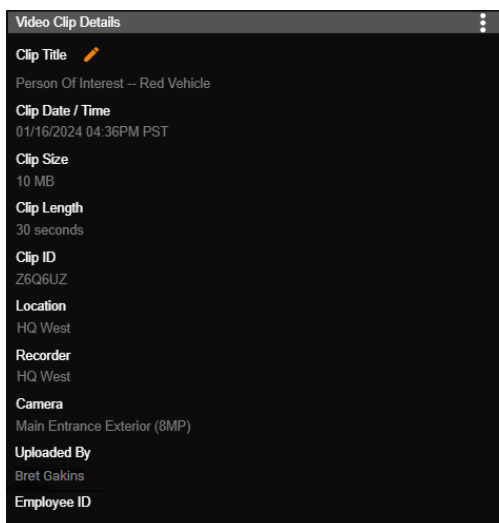 Video Clip Details
Clip Title
Person Of Interest -- Red Vehicle
Clip Date / Time
01/16/2024 04:36PM PST
Clip Size
10 MB
Clip Length
30 seconds
Clip ID
Z6Q6UZ
Location
HQ West
Recorder
HQ West
Camera
Main Entrance Exterior (8MP)
Uploaded By
Bret Gakins
Employee ID